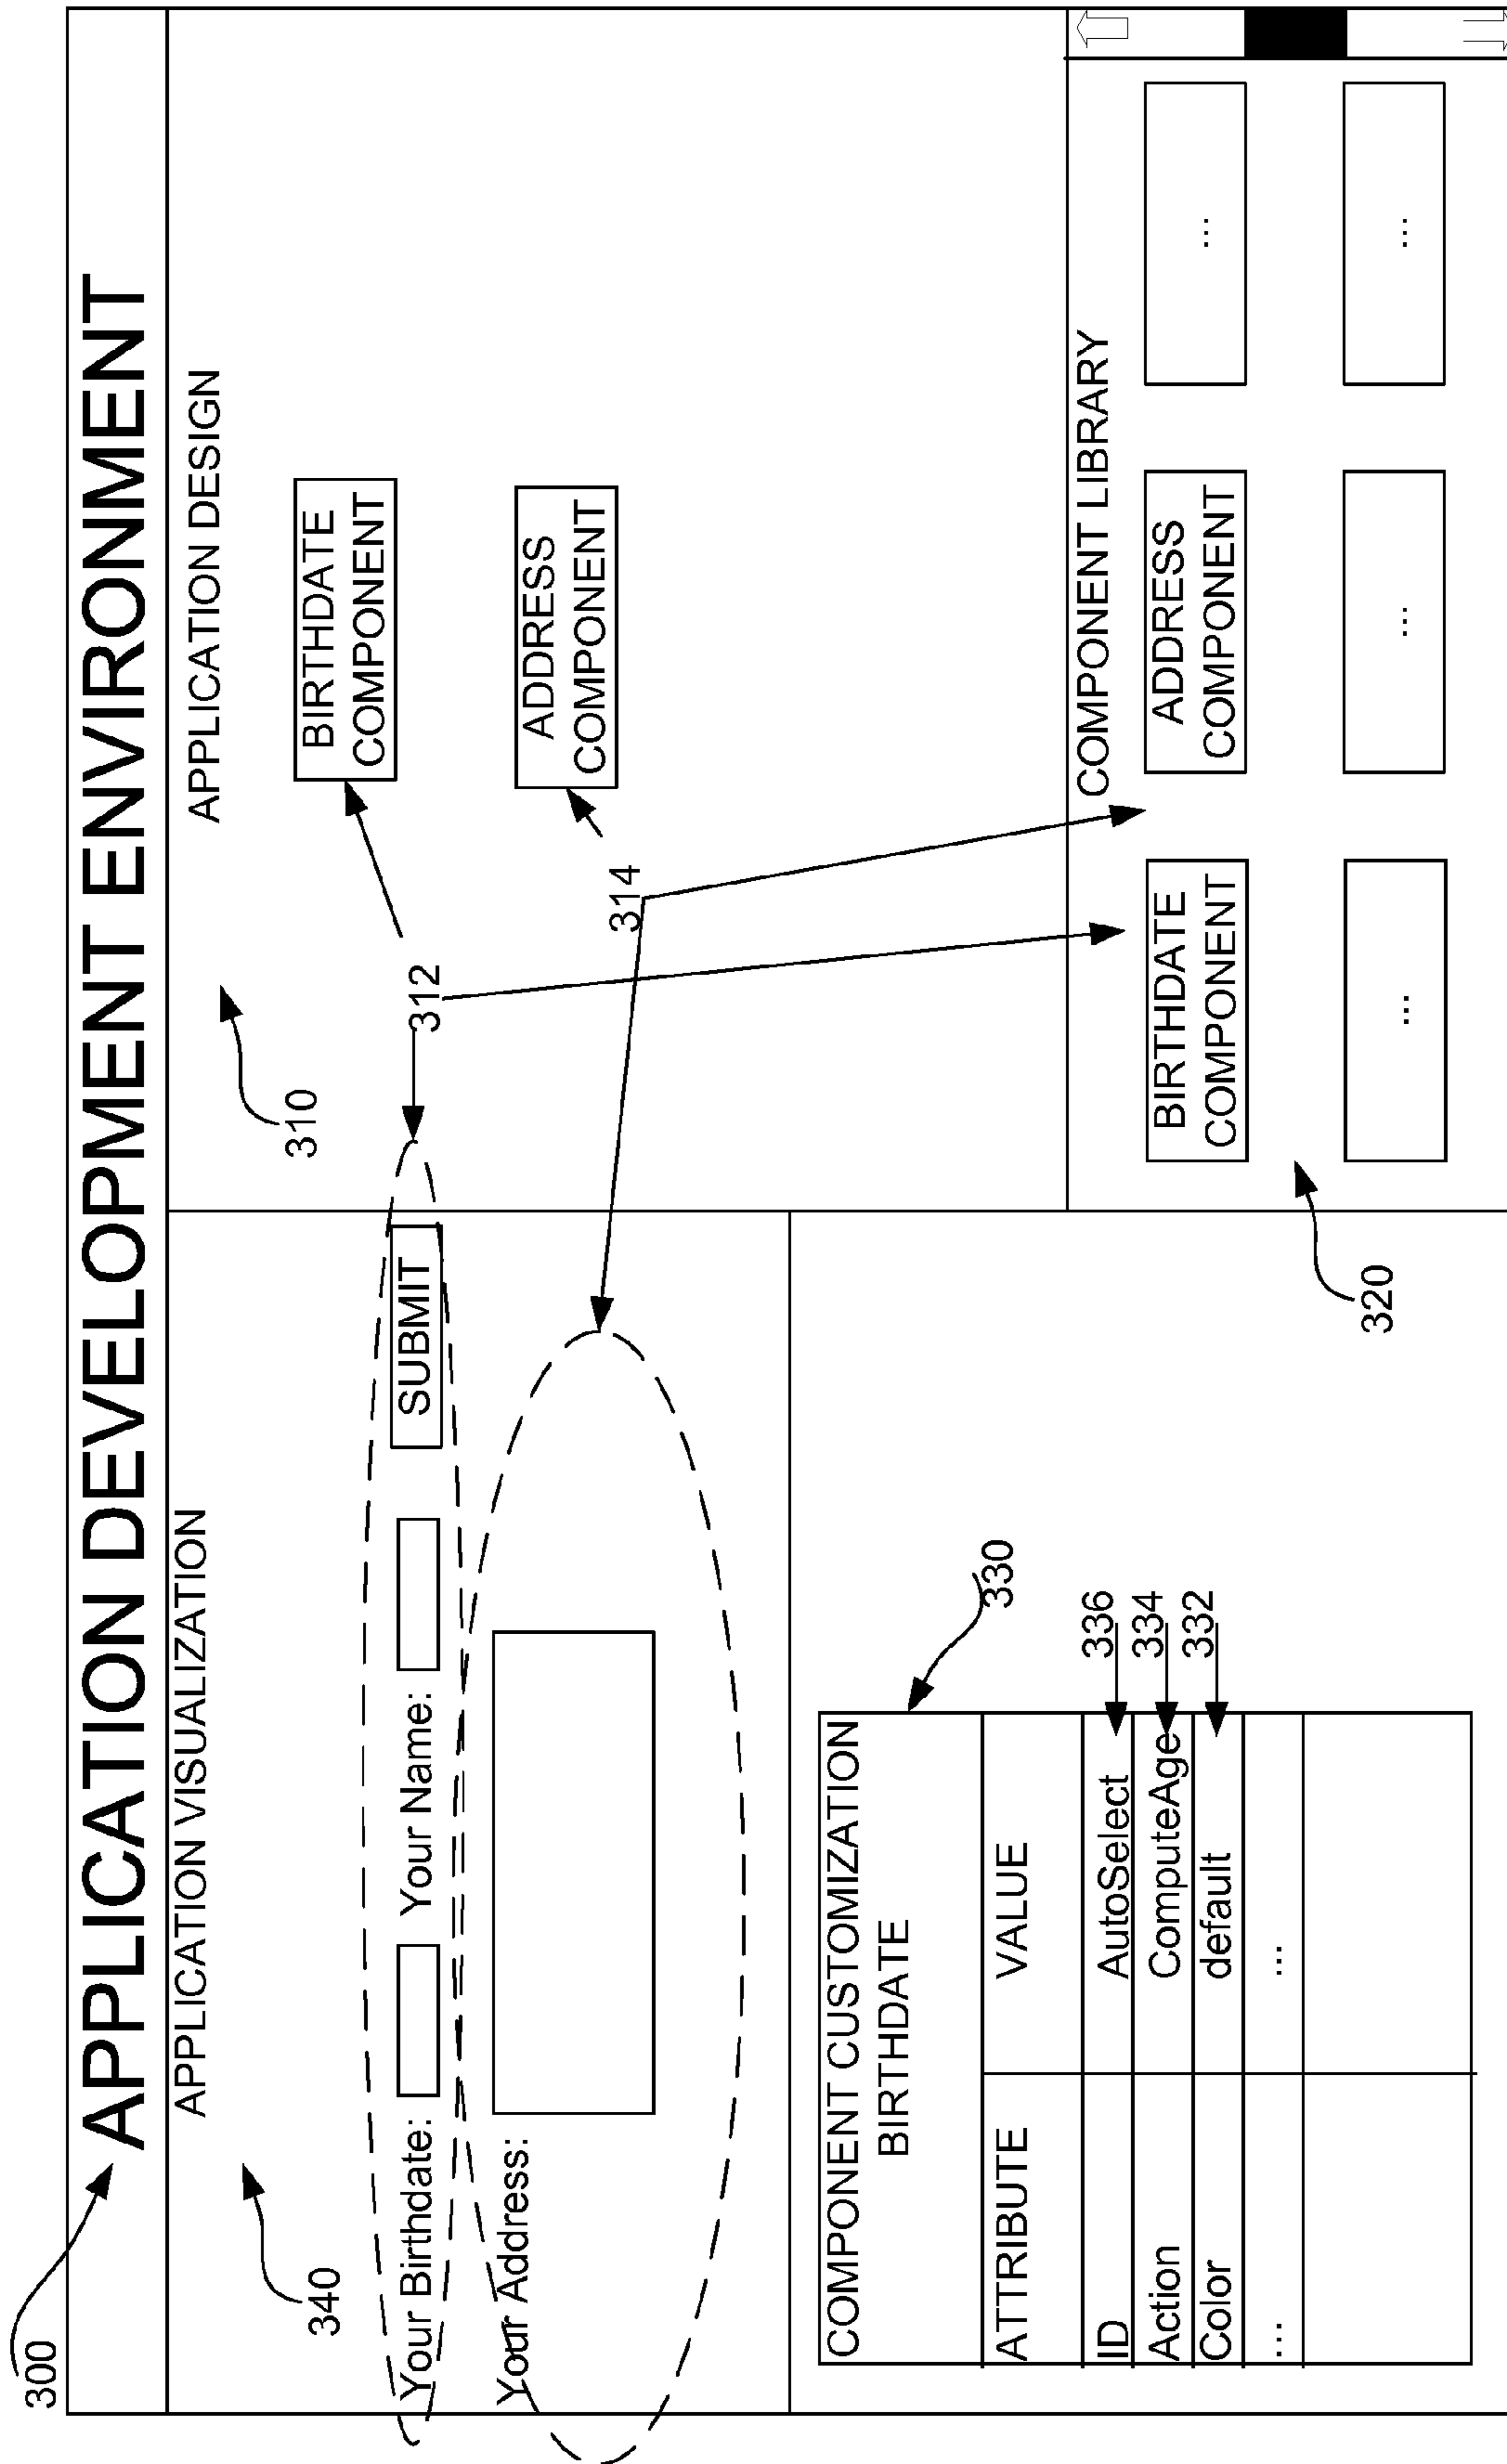 300
APPLICATION DEVELOPMENT ENVIRONMENT
APPLICATION VISUALIZATION
340
Your Birthdate:
Your Name:
SUBMIT
Your Address:
APPLICATION DESIGN
310
BIRTHDATE
COMPONENT
312
ADDRESS
COMPONENT
314
COMPONENT CUSTOMIZATION
BIRTHDATE
330
ATTRIBUTE VALUE
ID AutoSelect 336
Action ComputeAge 334
Color default 332
... ...
COMPONENT LIBRARY
BIRTHDATE
COMPONENT
ADDRESS
COMPONENT
...
320
... ... ...